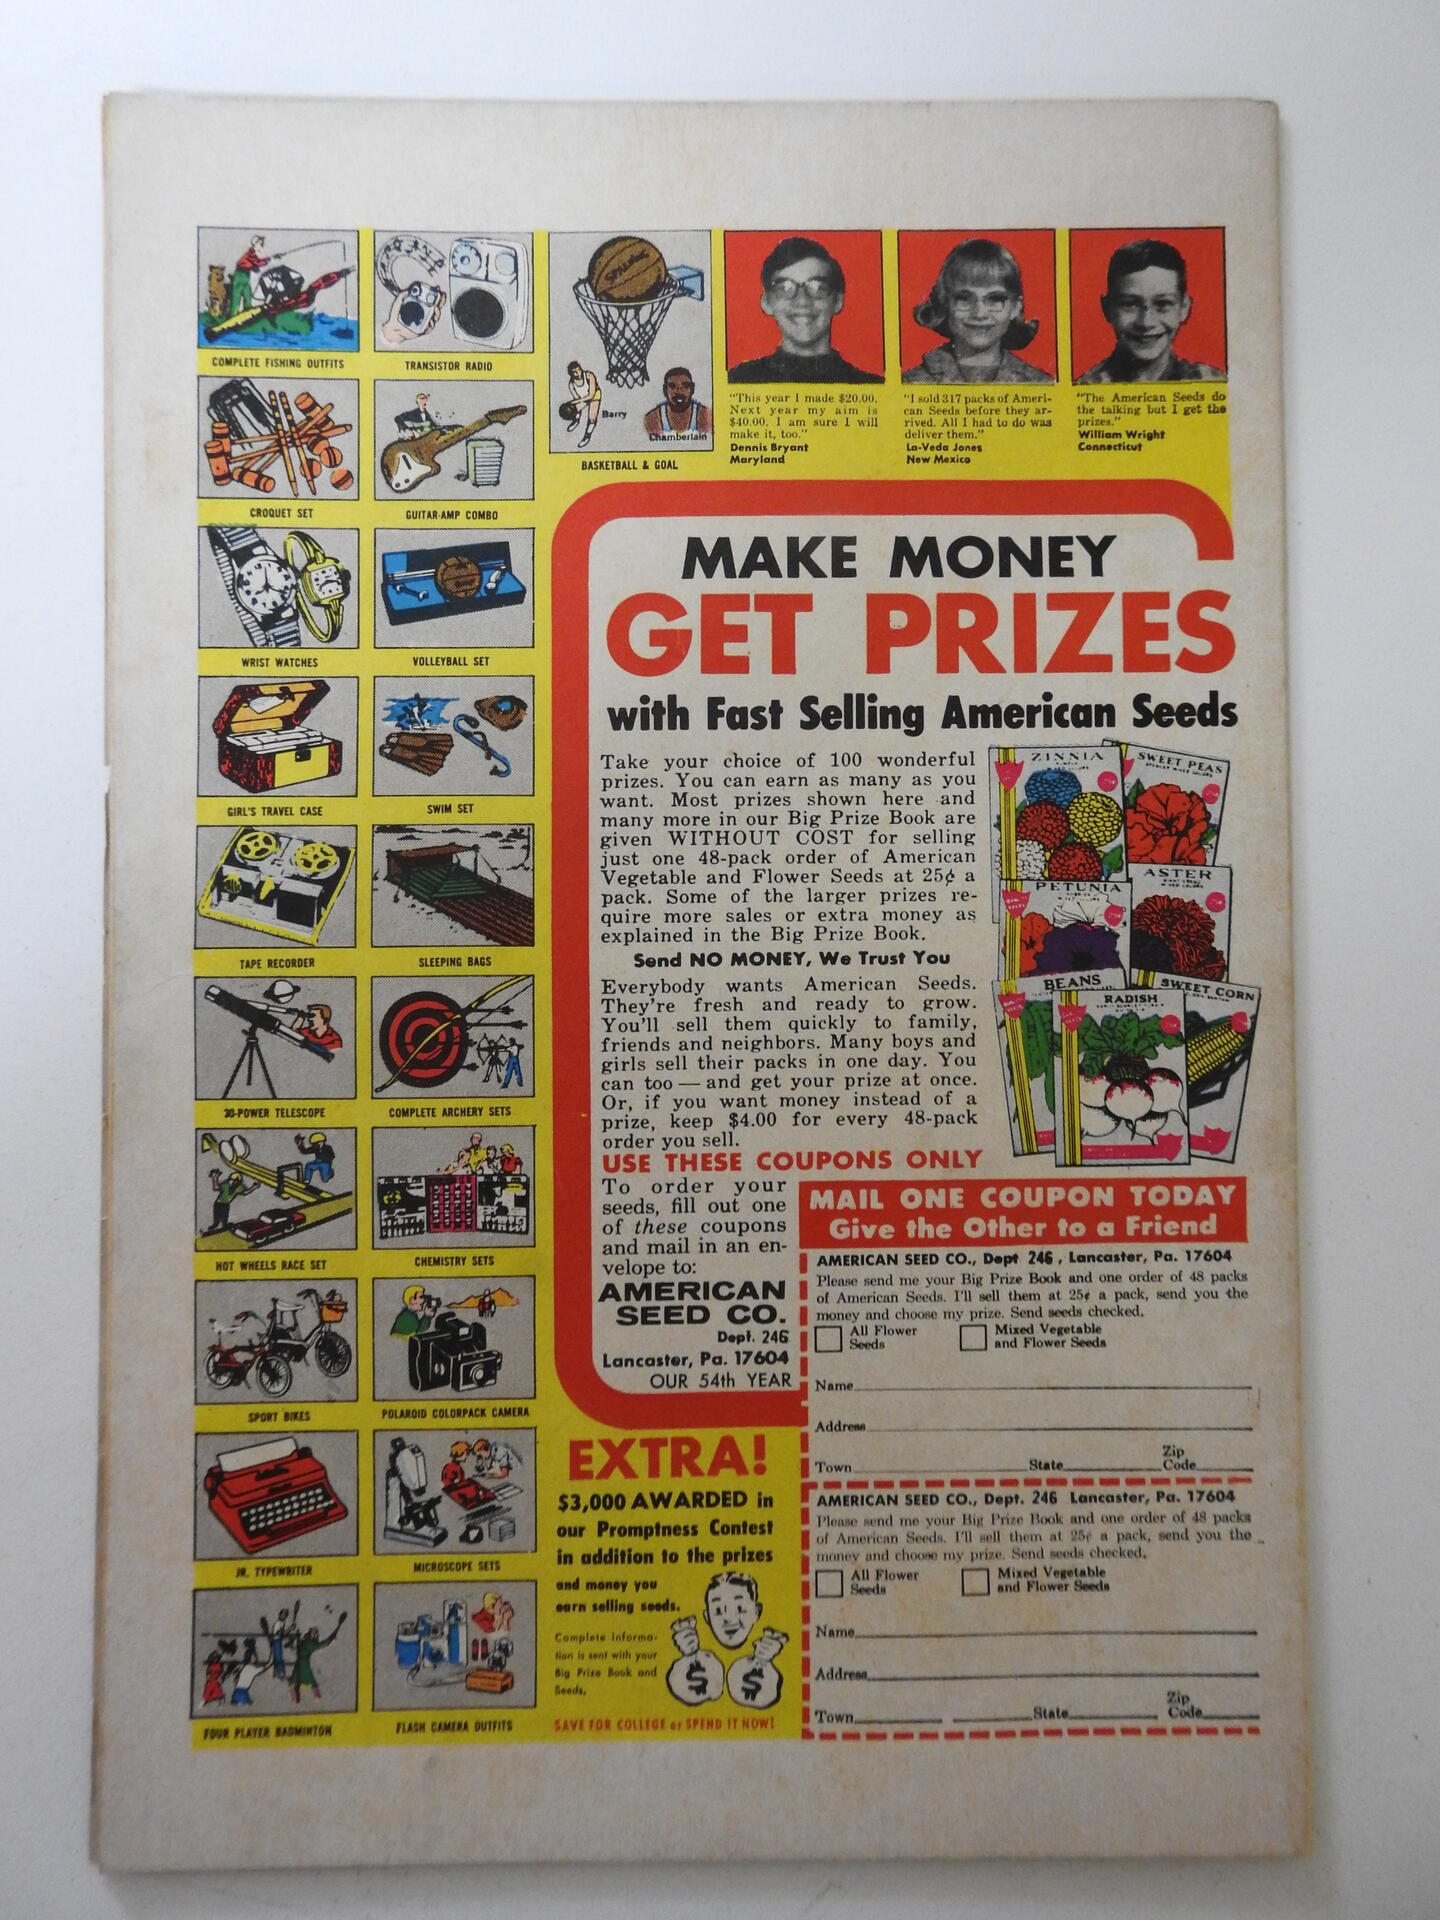 COMPLETE FISHING OUTFITS
TRANSISTOR RADIO
CROQUET SET
GUITAR-AMP COMBO
WRIST WATCHES
VOLLEYBALL SET
GIRL'S TRAVEL CASE
SWIM SET
TAPE RECORDER
SLEEPING BAGS
30-POWER TELESCOPE
COMPLETE ARCHERY SETS
HOT WHEELS RACE SET
CHEMISTRY SETS
SPORT BIKES
POLAROID COLORPACK CAMERA
JR. TYPEWRITER
MICROSCOPE SETS
FOUR PLAYER BADMINTON
FLASH CAMERA OUTFITS
SPALDING
Barry
Chamberlain
BASKETBALL & GOAL
"This year I made $20.00.
Next year my aim is
$40.00. I am sure I will
make it, too."
Dennis Bryant
Maryland
"I sold 317 packs of Ameri-
can Seeds before they ar-
rived. All I had to do was
deliver them."
La-Veda Jones
New Mexico
"The American Seeds do
the talking but I get the
prizes."
William Wright
Connecticut
MAKE MONEY
GET PRIZES
with Fast Selling American Seeds
Take your choice of 100 wonderful
prizes. You can earn as many as you
want. Most prizes shown here and
many more in our Big Prize Book are
given WITHOUT COST for selling
just one 48-pack order of American
Vegetable and Flower Seeds at 25¢ a
pack. Some of the larger prizes re-
quire more sales or extra money as
explained in the Big Prize Book.
Send NO MONEY, We Trust You
Everybody wants American Seeds.
They're fresh and ready to grow.
You'll sell them quickly to family,
friends and neighbors. Many boys and
girls sell their packs in one day. You
can too — and get your prize at once.
Or, if you want money instead of a
prize, keep $4.00 for every 48-pack
order you sell.
ZINNIA
SWEET PEAS
PETUNIA
ASTER
BEANS
RADISH
SWEET CORN
USE THESE COUPONS ONLY
To order your
seeds, fill out one
of these coupons
and mail in an en-
velope to:
AMERICAN
SEED CO.
Dept. 246
Lancaster, Pa. 17604
OUR 54th YEAR
MAIL ONE COUPON TODAY
Give the Other to a Friend
AMERICAN SEED CO., Dept 246, Lancaster, Pa. 17604
Please send me your Big Prize Book and one order of 48 packs
of American Seeds. I'll sell them at 25¢ a pack, send you the
money and choose my prize. Send seeds checked.
All Flower
Seeds
Mixed Vegetable
and Flower Seeds
Name
Address
Town State Zip Code
AMERICAN SEED CO., Dept. 246 Lancaster, Pa. 17604
Please send me your Big Prize Book and one order of 48 packs
of American Seeds. I'll sell them at 25¢ a pack, send you the
money and choose my prize. Send seeds checked.
All Flower
Seeds
Mixed Vegetable
and Flower Seeds
Name
Address
Town State Zip Code
EXTRA!
$3,000 AWARDED in
our Promptness Contest
in addition to the prizes
and money you
earn selling seeds.
Complete informa-
tion is sent with your
Big Prize Book and
Seeds.
$ $
SAVE FOR COLLEGE or SPEND IT NOW!